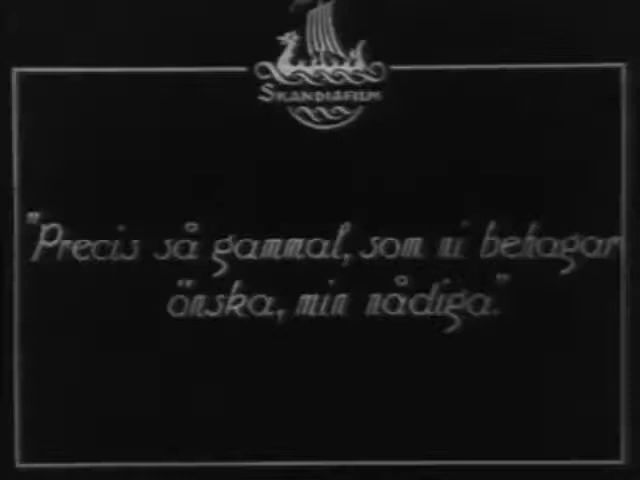 SKANDIAFILM
"Precis så gammal, som ni behagar
önska, min nådiga."